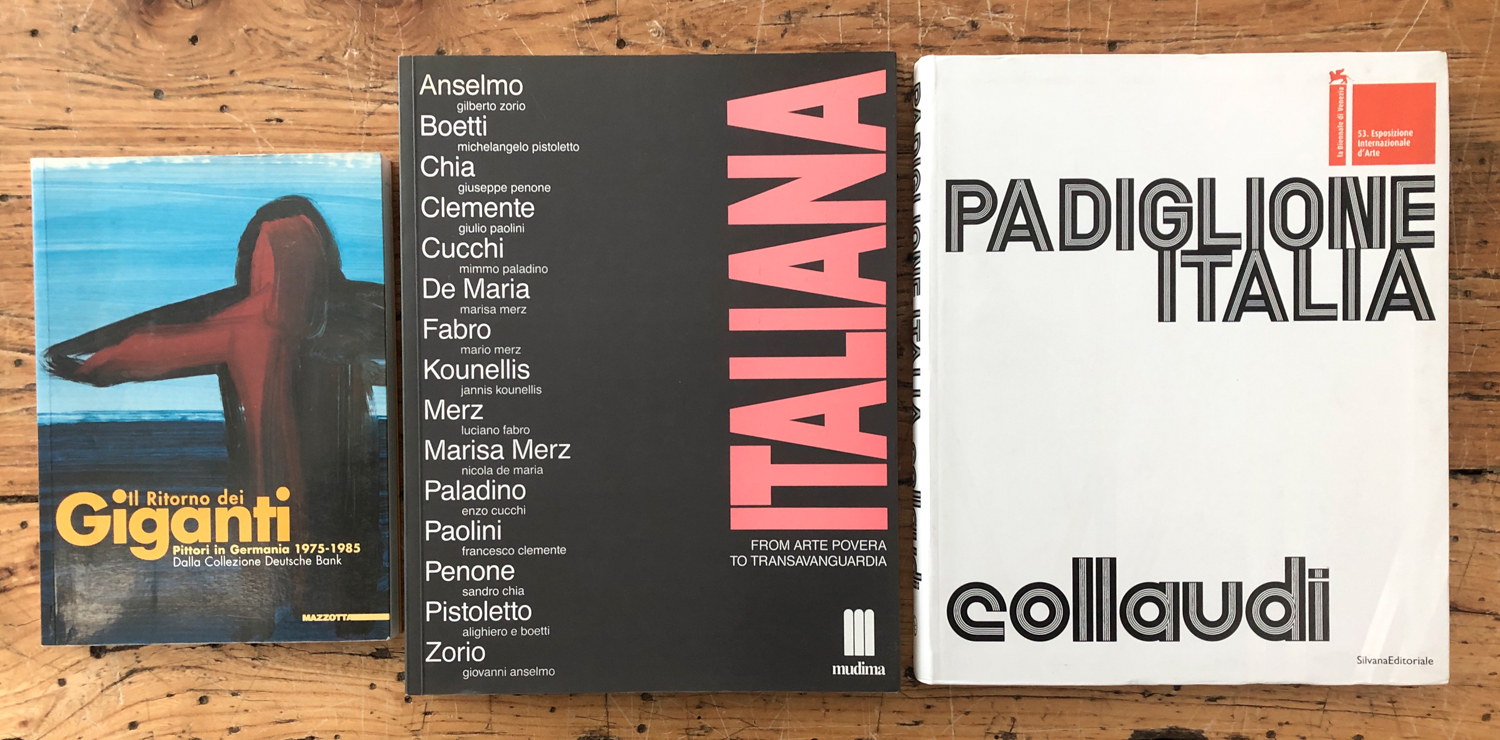 Il Ritorno dei
Giganti
Pittori in Germania 1975-1985
Dalla Collezione Deutsche Bank
MAZZOTTA
Anselmo
gilberto zorio
Boetti
michelangelo pistoletto
Chia
giuseppe penone
Clemente
giulio paolini
Cucchi
mimmo paladino
De Maria
marisa merz
Fabro
mario merz
Kounellis
jannis kounellis
Merz
luciano fabro
Marisa Merz
nicola de maria
Paladino
enzo cucchi
Paolini
francesco clemente
Penone
sandro chia
Pistoletto
alighiero e boetti
Zorio
giovanni anselmo
ITALIANA
FROM ARTE POVERA
TO TRANSAVANGUARDIA
mudima
PADIGLIONE ITALIA collaudi
la Biennale di Venezia
53. Esposizione
Internazionale
d'Arte
PADIGLIONE
ITALIA
collaudi
SilvanaEditoriale